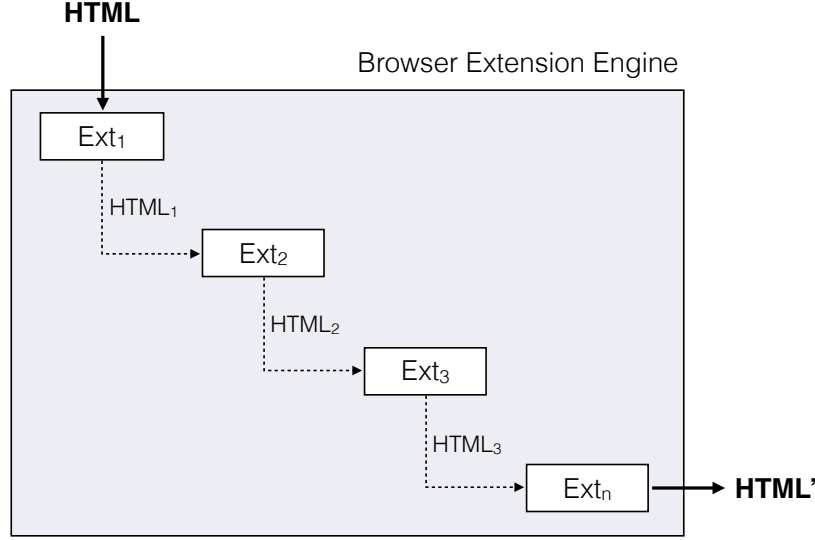 HTML
Browser Extension Engine
Ext₁
HTML₁
Ext₂
HTML₂
Ext₃
HTML₃
Extₙ
HTML'